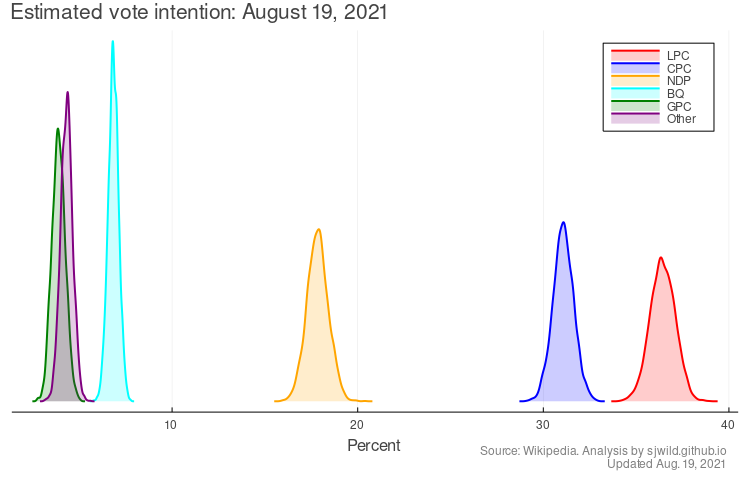 Estimated vote intention: August 19, 2021
LPC
CPC
NDP
BQ
GPC
Other
10
20
30
40
Percent
Source: Wikipedia. Analysis by sjwild.github.io
Updated Aug. 19, 2021